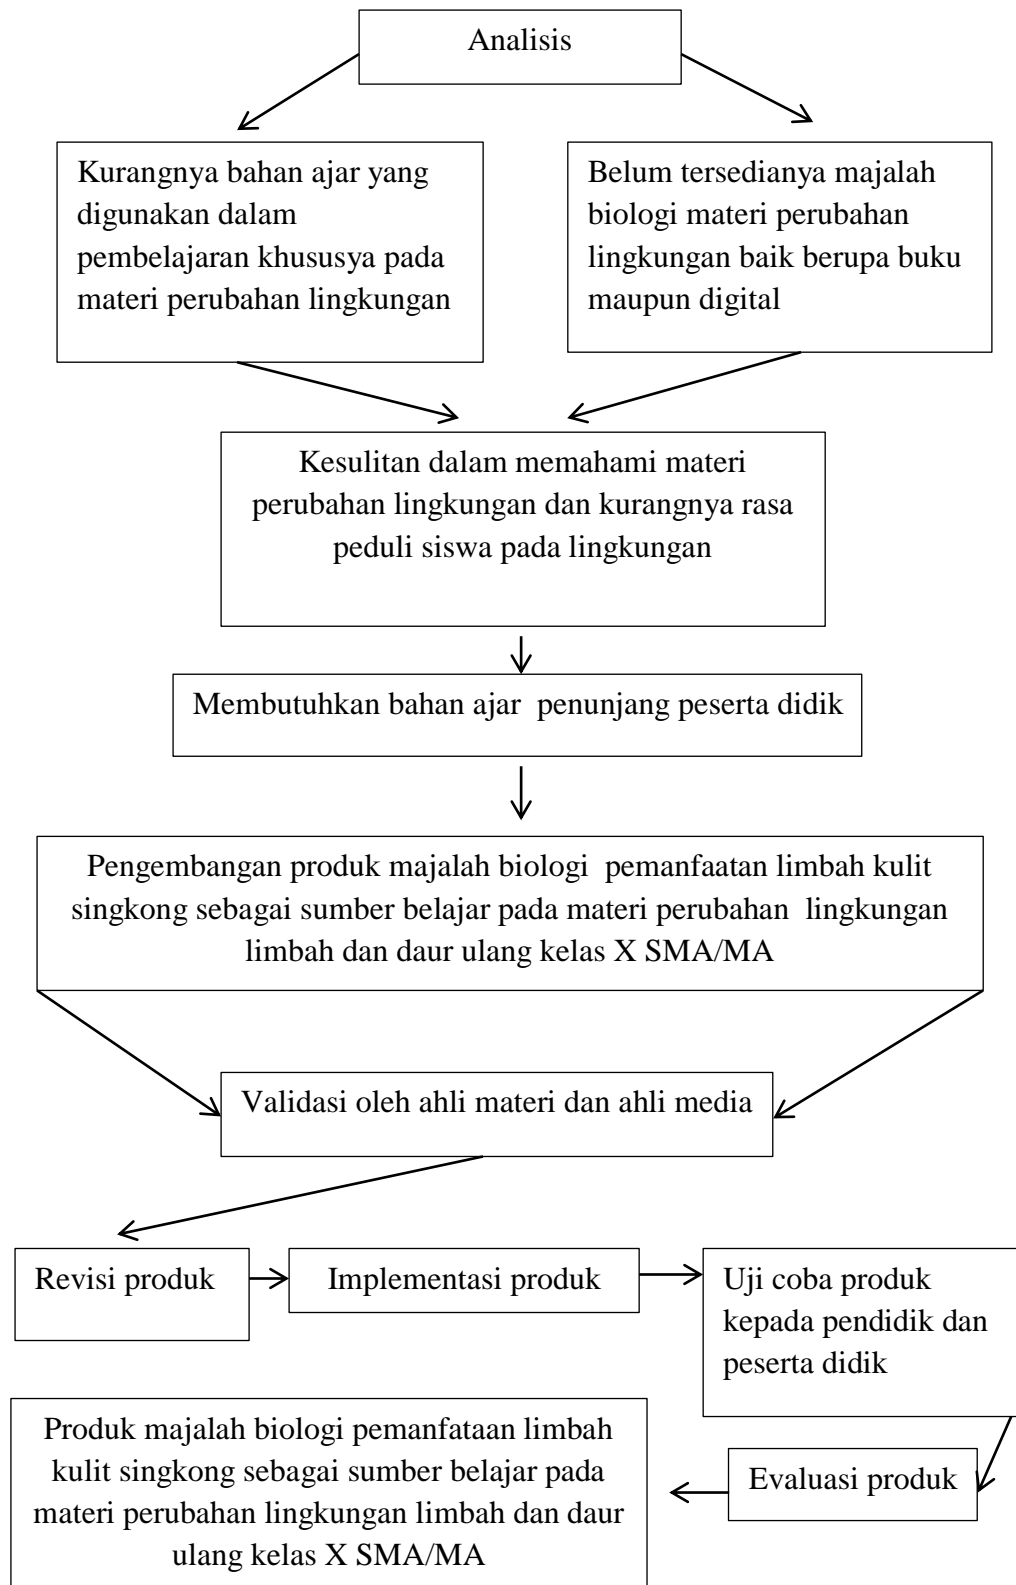 Analisis
Kurangnya bahan ajar yang
digunakan dalam
pembelajaran khususya pada
materi perubahan lingkungan
Belum tersedianya majalah
biologi materi perubahan
lingkungan baik berupa buku
maupun digital
Kesulitan dalam memahami materi
perubahan lingkungan dan kurangnya rasa
peduli siswa pada lingkungan
Membutuhkan bahan ajar penunjang peserta didik
Pengembangan produk majalah biologi pemanfaatan limbah kulit
singkong sebagai sumber belajar pada materi perubahan lingkungan
limbah dan daur ulang kelas X SMA/MA
Validasi oleh ahli materi dan ahli media
Revisi produk
Implementasi produk
Uji coba produk
kepada pendidik dan
peserta didik
Evaluasi produk
Produk majalah biologi pemanfataan limbah
kulit singkong sebagai sumber belajar pada
materi perubahan lingkungan limbah dan daur
ulang kelas X SMA/MA